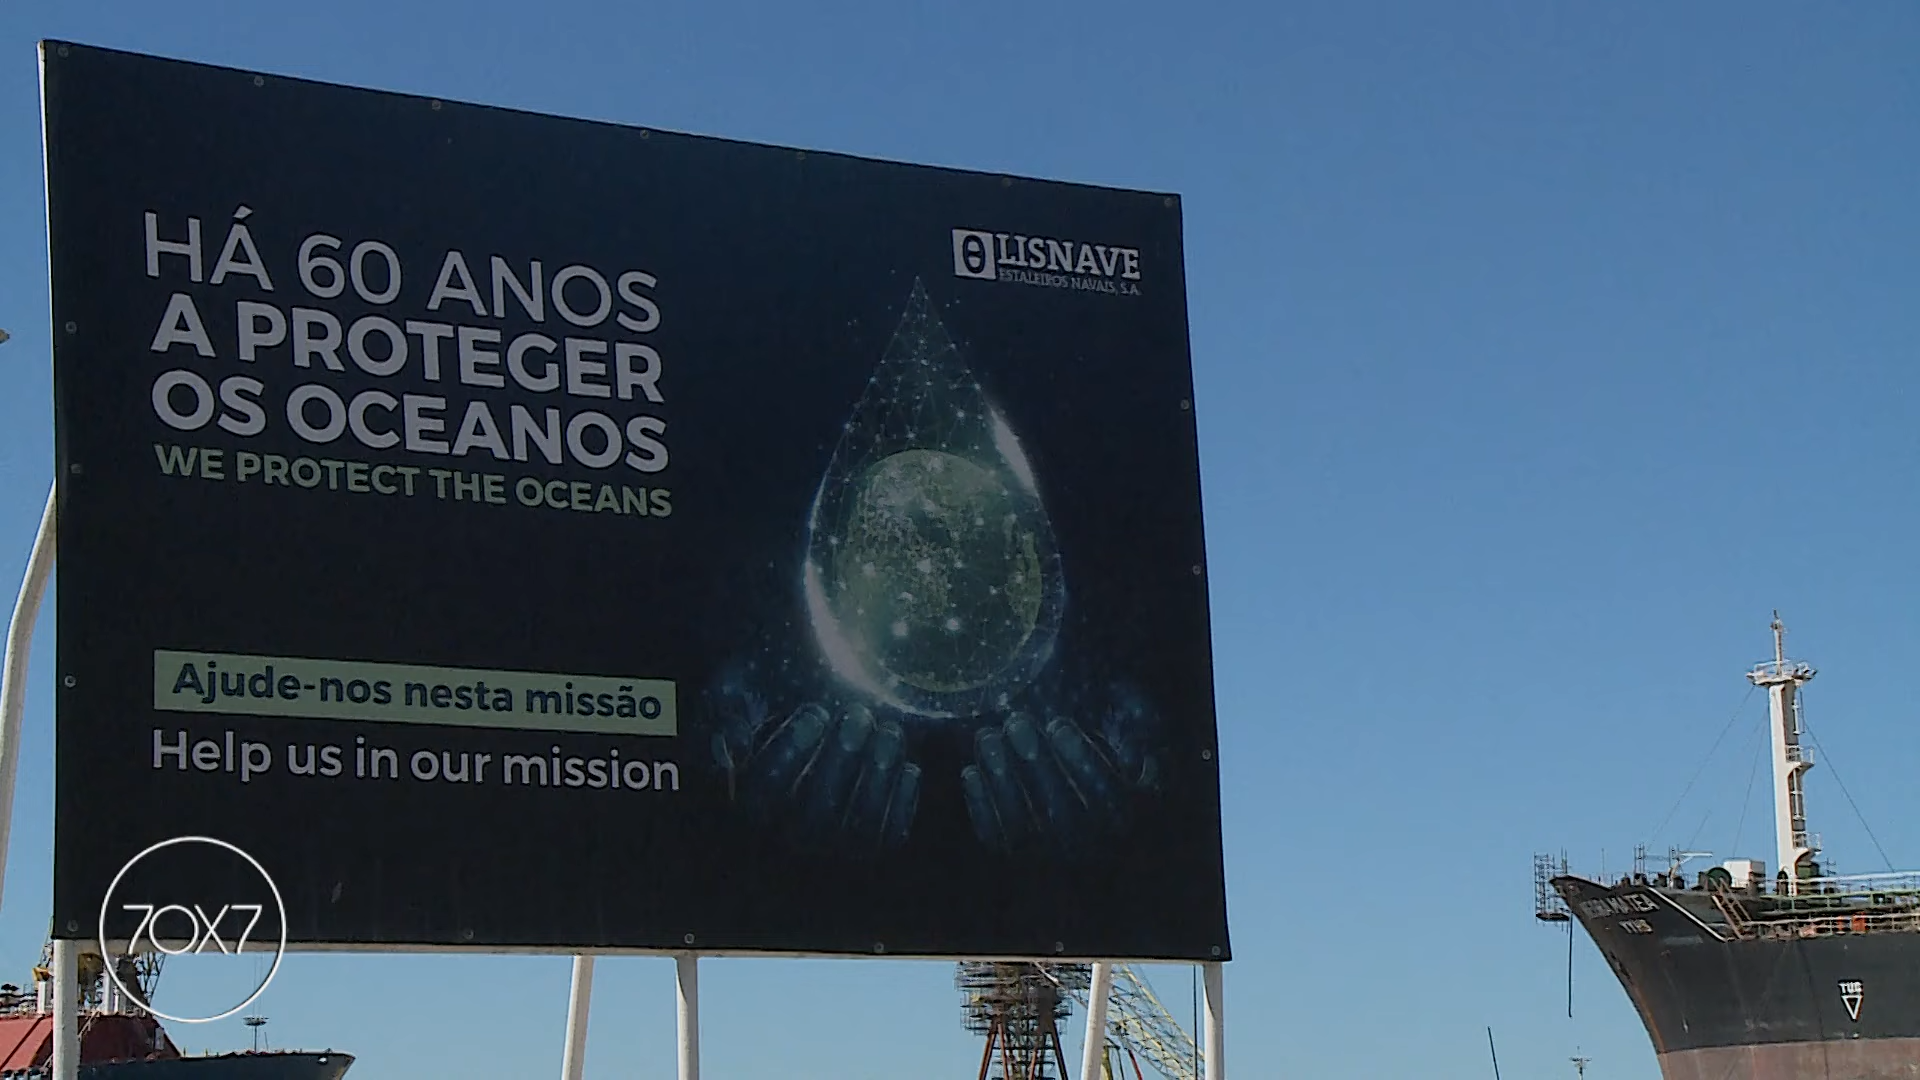 HÁ 60 ANOS
A PROTEGER
OS OCEANOS
WE PROTECT THE OCEANS
LISNAVE
ESTALEIROS NAVAIS, S.A.
Ajude-nos nesta missão
Help us in our mission
70X7
TUG